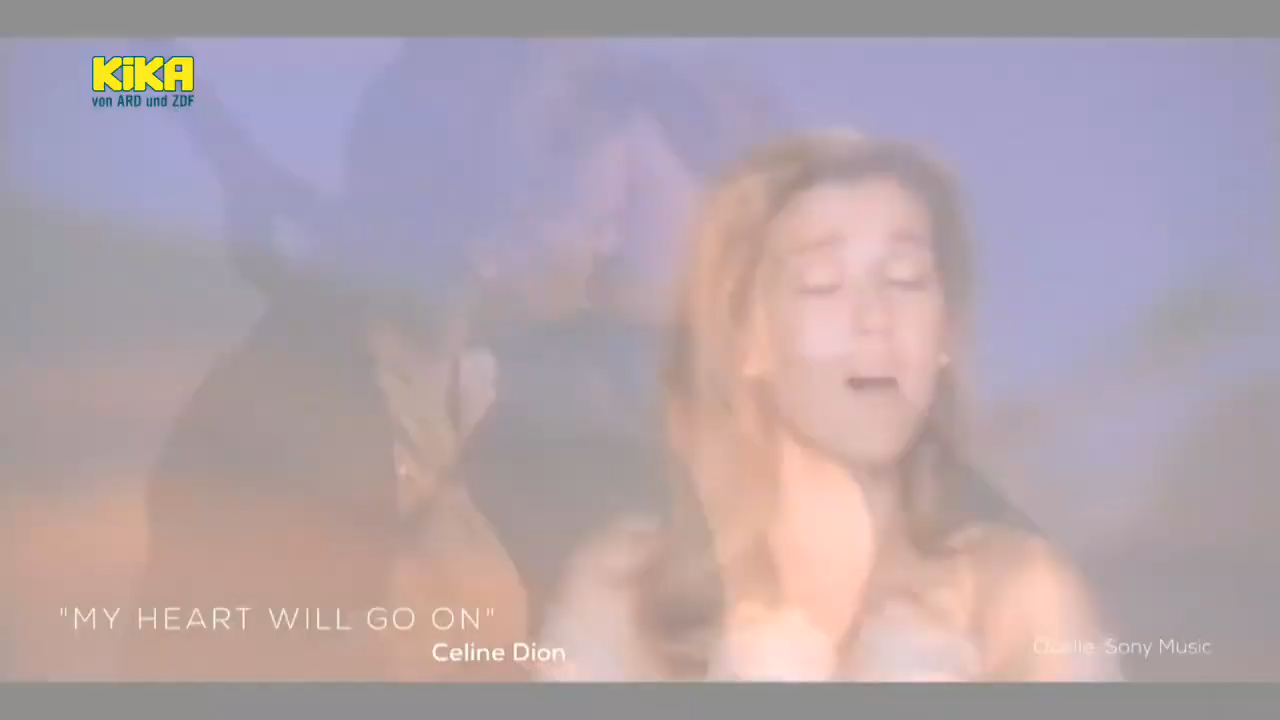 KiKA
von ARD und ZDF
"MY HEART WILL GO ON"
Celine Dion
Quelle: Sony Music